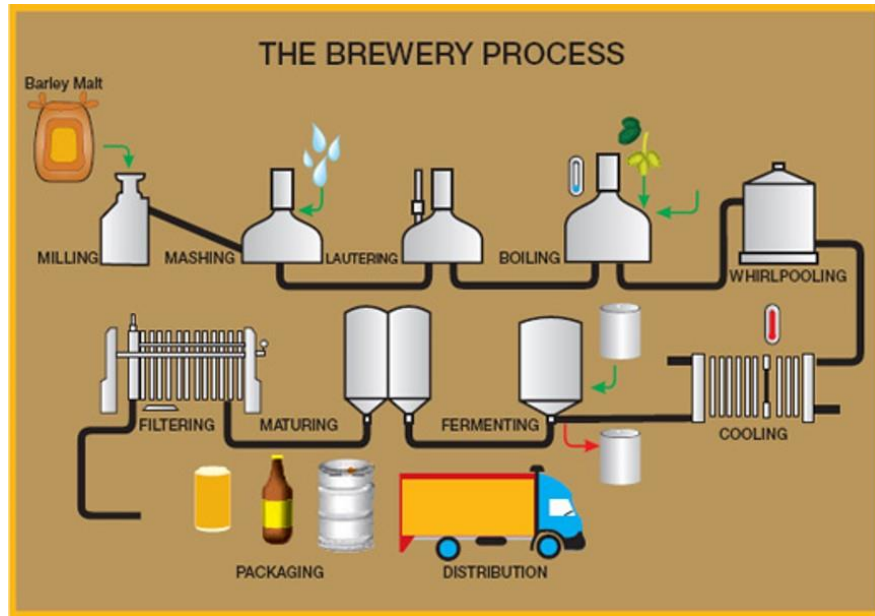 THE BREWERY PROCESS
Barley Malt
MILLING
MASHING
LAUTERING
BOILING
WHIRLPOOLING
FILTERING
MATURING
FERMENTING
COOLING
PACKAGING
DISTRIBUTION